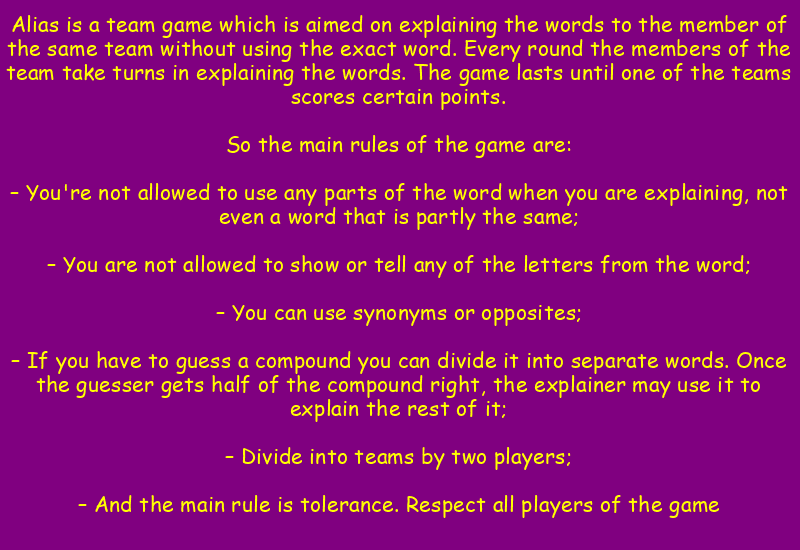 Alias is a team game which is aimed on explaining the words to the member of
the same team without using the exact word. Every round the members of the
team take turns in explaining the words. The game lasts until one of the teams
scores certain points.
So the main rules of the game are:
– You're not allowed to use any parts of the word when you are explaining, not
even a word that is partly the same;
– You are not allowed to show or tell any of the letters from the word;
– You can use synonyms or opposites;
– If you have to guess a compound you can divide it into separate words. Once
the guesser gets half of the compound right, the explainer may use it to
explain the rest of it;
– Divide into teams by two players;
– And the main rule is tolerance. Respect all players of the game